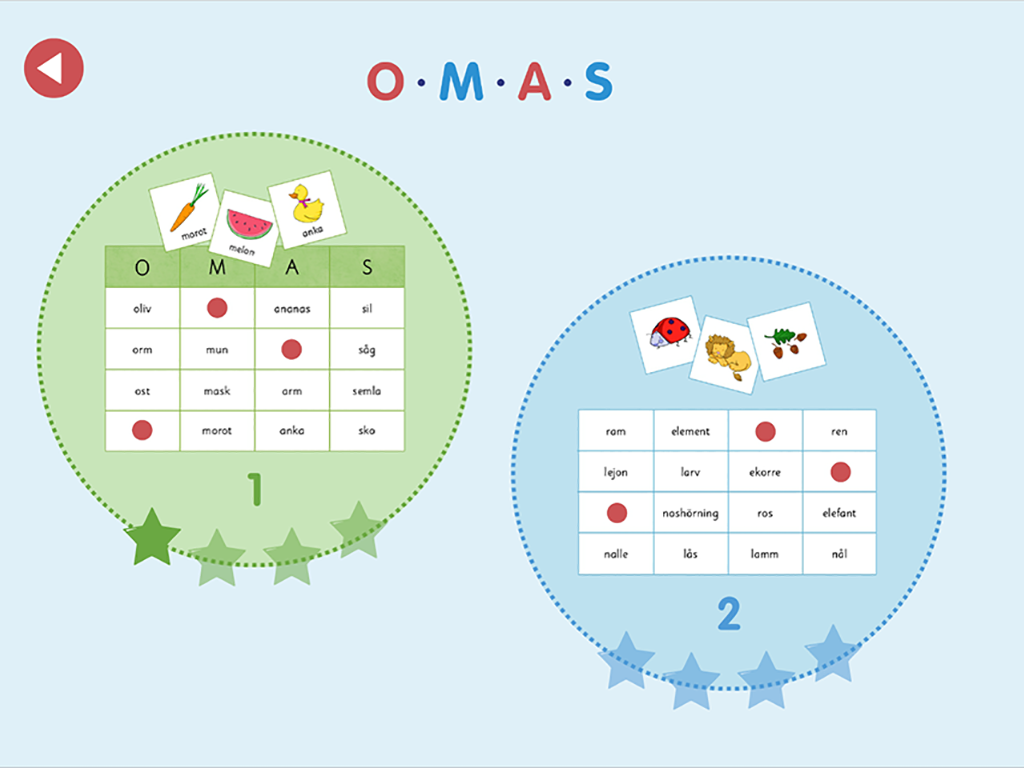 O·M·A·S
morot
melon
anka
O M A S
oliv ananas sil
orm mun såg
ost mask arm semla
morot anka sko
1
ram element ren
lejon larv ekorre
noshörning ros elefant
nalle lås lamm nål
2